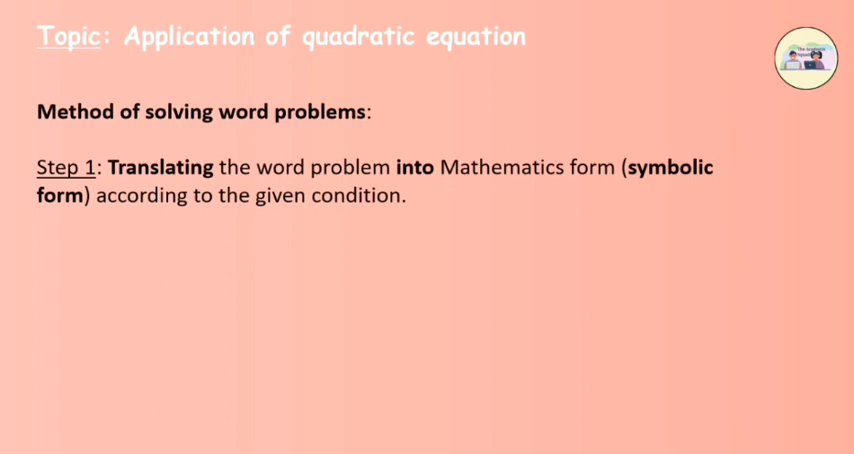 Topic: Application of quadratic equation
Method of solving word problems:
Step 1: Translating the word problem into Mathematics form (symbolic
form) according to the given condition.